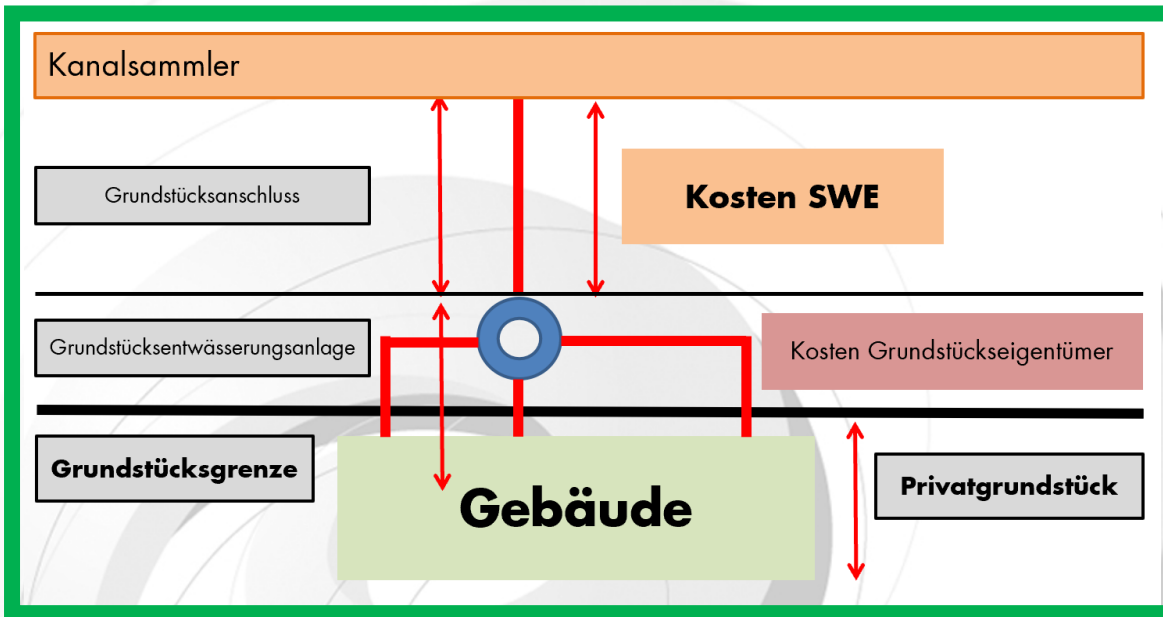 Kanalsammler
Grundstücksanschluss
Kosten SWE
Grundstücksentwässerungsanlage
Kosten Grundstückseigentümer
Grundstücksgrenze
Gebäude
Privatgrundstück